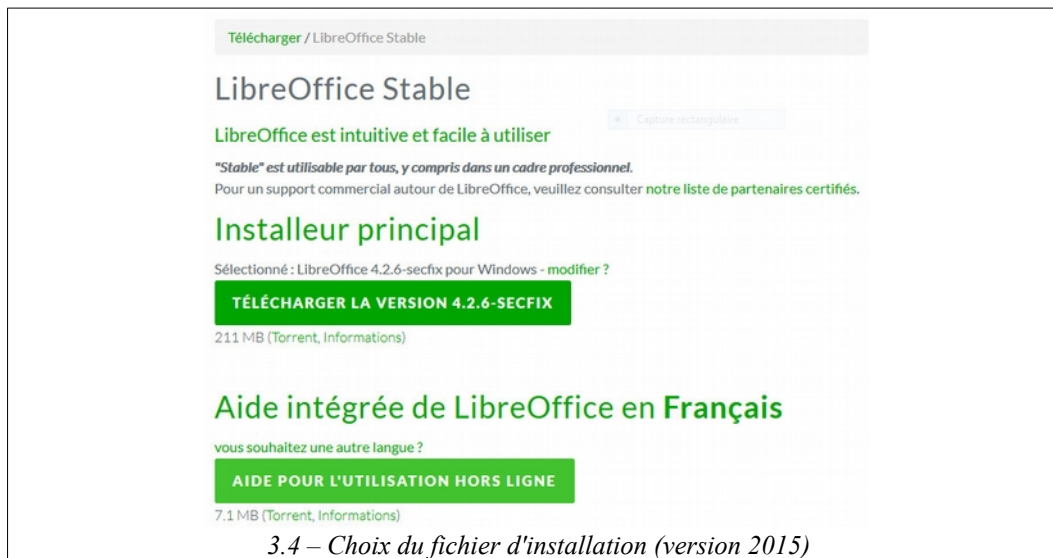 Télécharger / LibreOffice Stable
LibreOffice Stable
Capture rectangulaire
LibreOffice est intuitive et facile à utiliser
"Stable" est utilisable par tous, y compris dans un cadre professionnel.
Pour un support commercial autour de LibreOffice, veuillez consulter notre liste de partenaires certifiés.
Installeur principal
Sélectionné : LibreOffice 4.2.6-secfix pour Windows - modifier ?
TÉLÉCHARGER LA VERSION 4.2.6-SECFIX
211 MB (Torrent, Informations)
Aide intégrée de LibreOffice en Français
vous souhaitez une autre langue ?
AIDE POUR L'UTILISATION HORS LIGNE
7.1 MB (Torrent, Informations)
3.4 – Choix du fichier d'installation (version 2015)